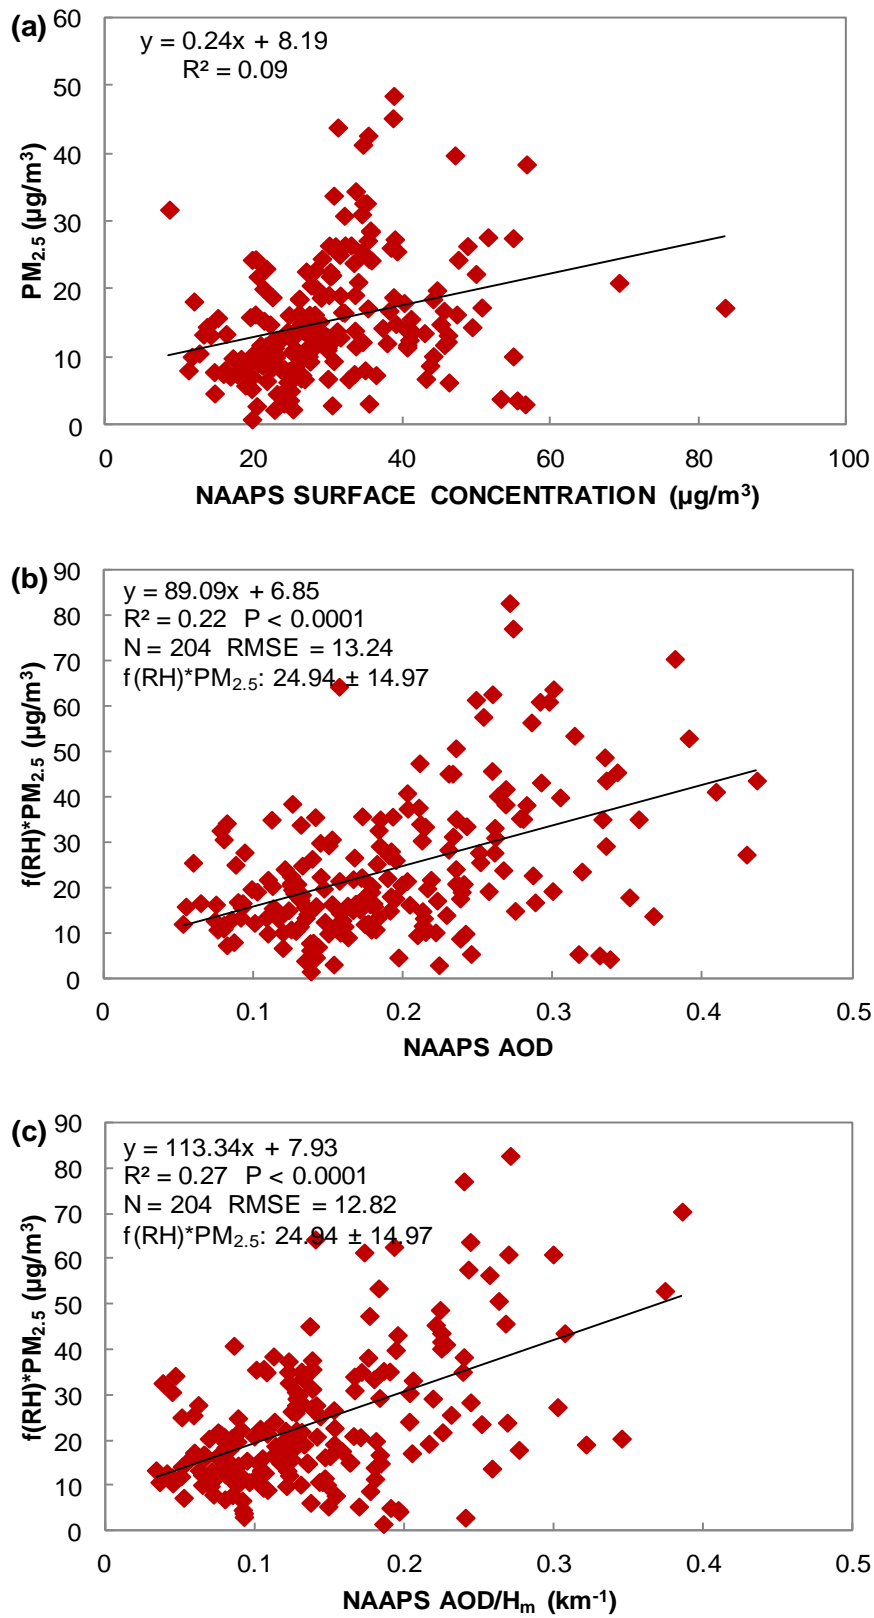 (a)
y = 0.24x + 8.19
R² = 0.09
60
50
40
30
20
10
0
PM2.5 (µg/m³)
0 20 40 60 80 100
NAAPS SURFACE CONCENTRATION (µg/m³)
(b)
y = 89.09x + 6.85
R² = 0.22 P < 0.0001
N = 204 RMSE = 13.24
f(RH)*PM2.5: 24.94 ± 14.97
90
80
70
60
50
40
30
20
10
0
f(RH)*PM2.5 (µg/m³)
0 0.1 0.2 0.3 0.4 0.5
NAAPS AOD
(c)
y = 113.34x + 7.93
R² = 0.27 P < 0.0001
N = 204 RMSE = 12.82
f(RH)*PM2.5: 24.94 ± 14.97
90
80
70
60
50
40
30
20
10
0
f(RH)*PM2.5 (µg/m³)
0 0.1 0.2 0.3 0.4 0.5
NAAPS AOD/Hm (km⁻¹)